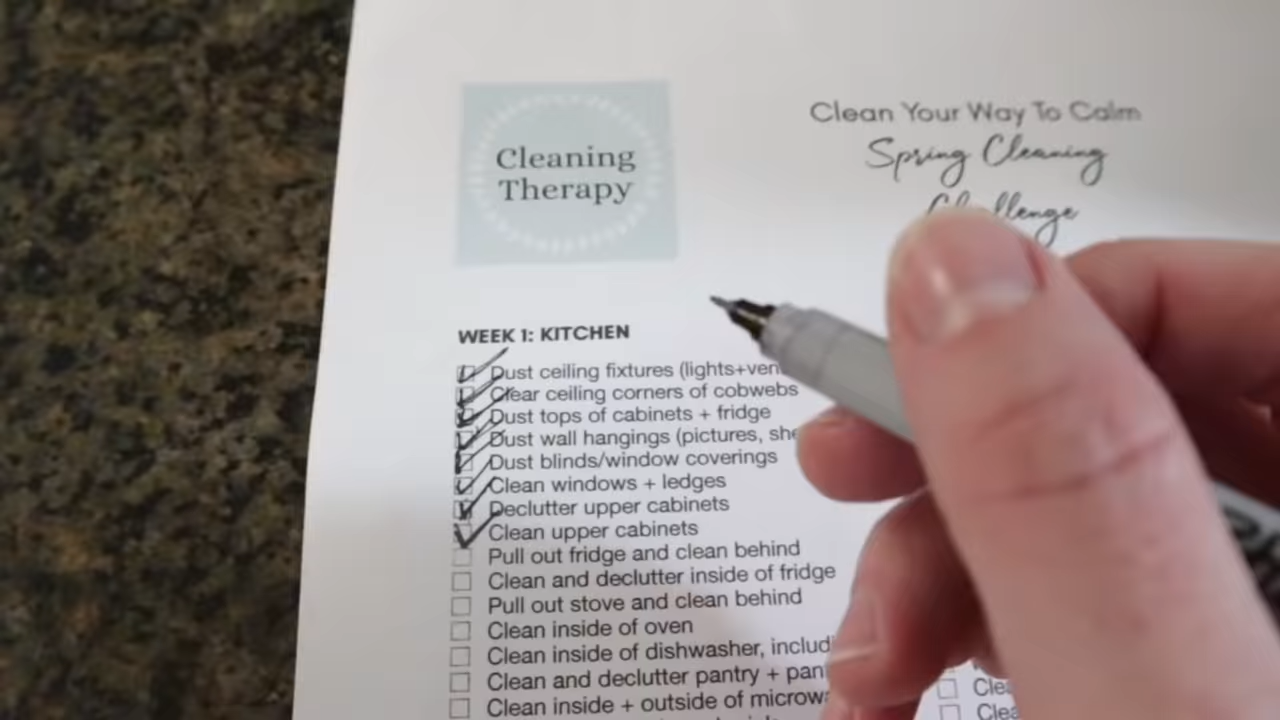 Cleaning
Therapy
Clean Your Way To Calm
Spring Cleaning
Challenge
WEEK 1: KITCHEN
Dust ceiling fixtures (lights+ven
Clear ceiling corners of cobwebs
Dust tops of cabinets + fridge
Dust wall hangings (pictures, she
Dust blinds/window coverings
Clean windows + ledges
Declutter upper cabinets
Clean upper cabinets
Pull out fridge and clean behind
Clean and declutter inside of fridge
Pull out stove and clean behind
Clean inside of oven
Clean inside of dishwasher, includi
Clean and declutter pantry + pan
Clean inside + outside of microwa
Cle
Clea